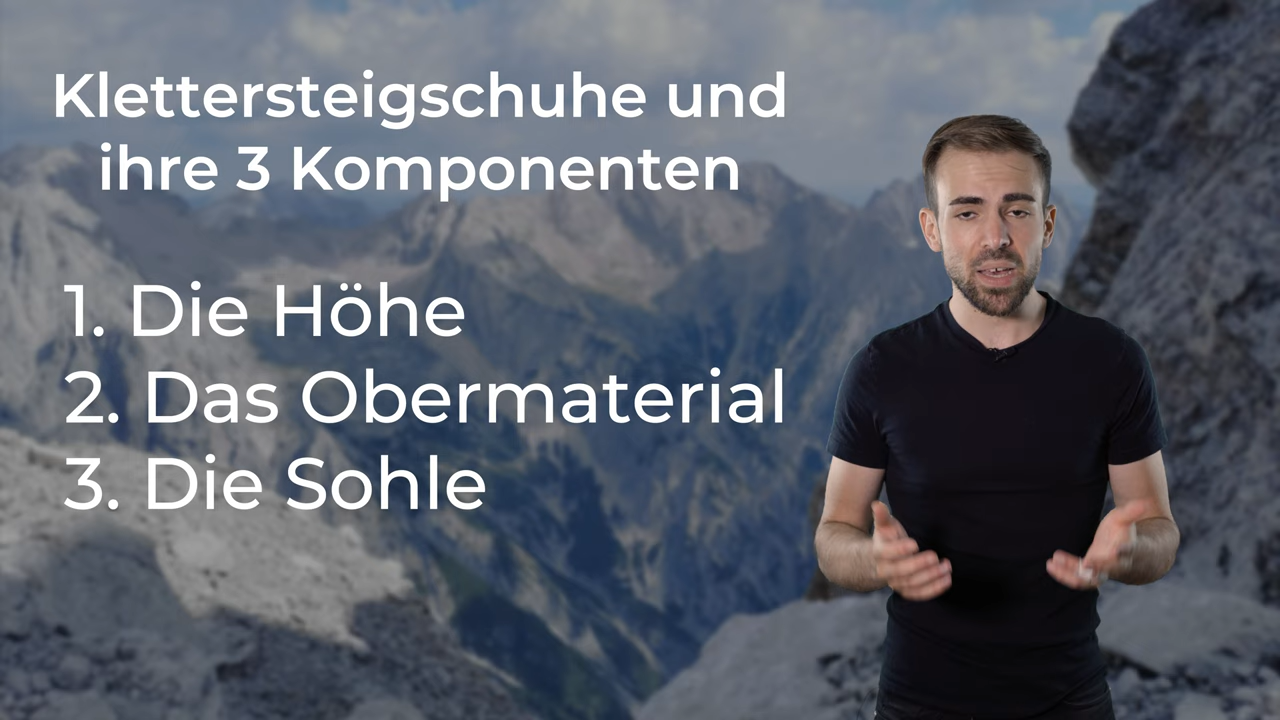 Klettersteigschuhe und
ihre 3 Komponenten
1. Die Höhe
2. Das Obermaterial
3. Die Sohle